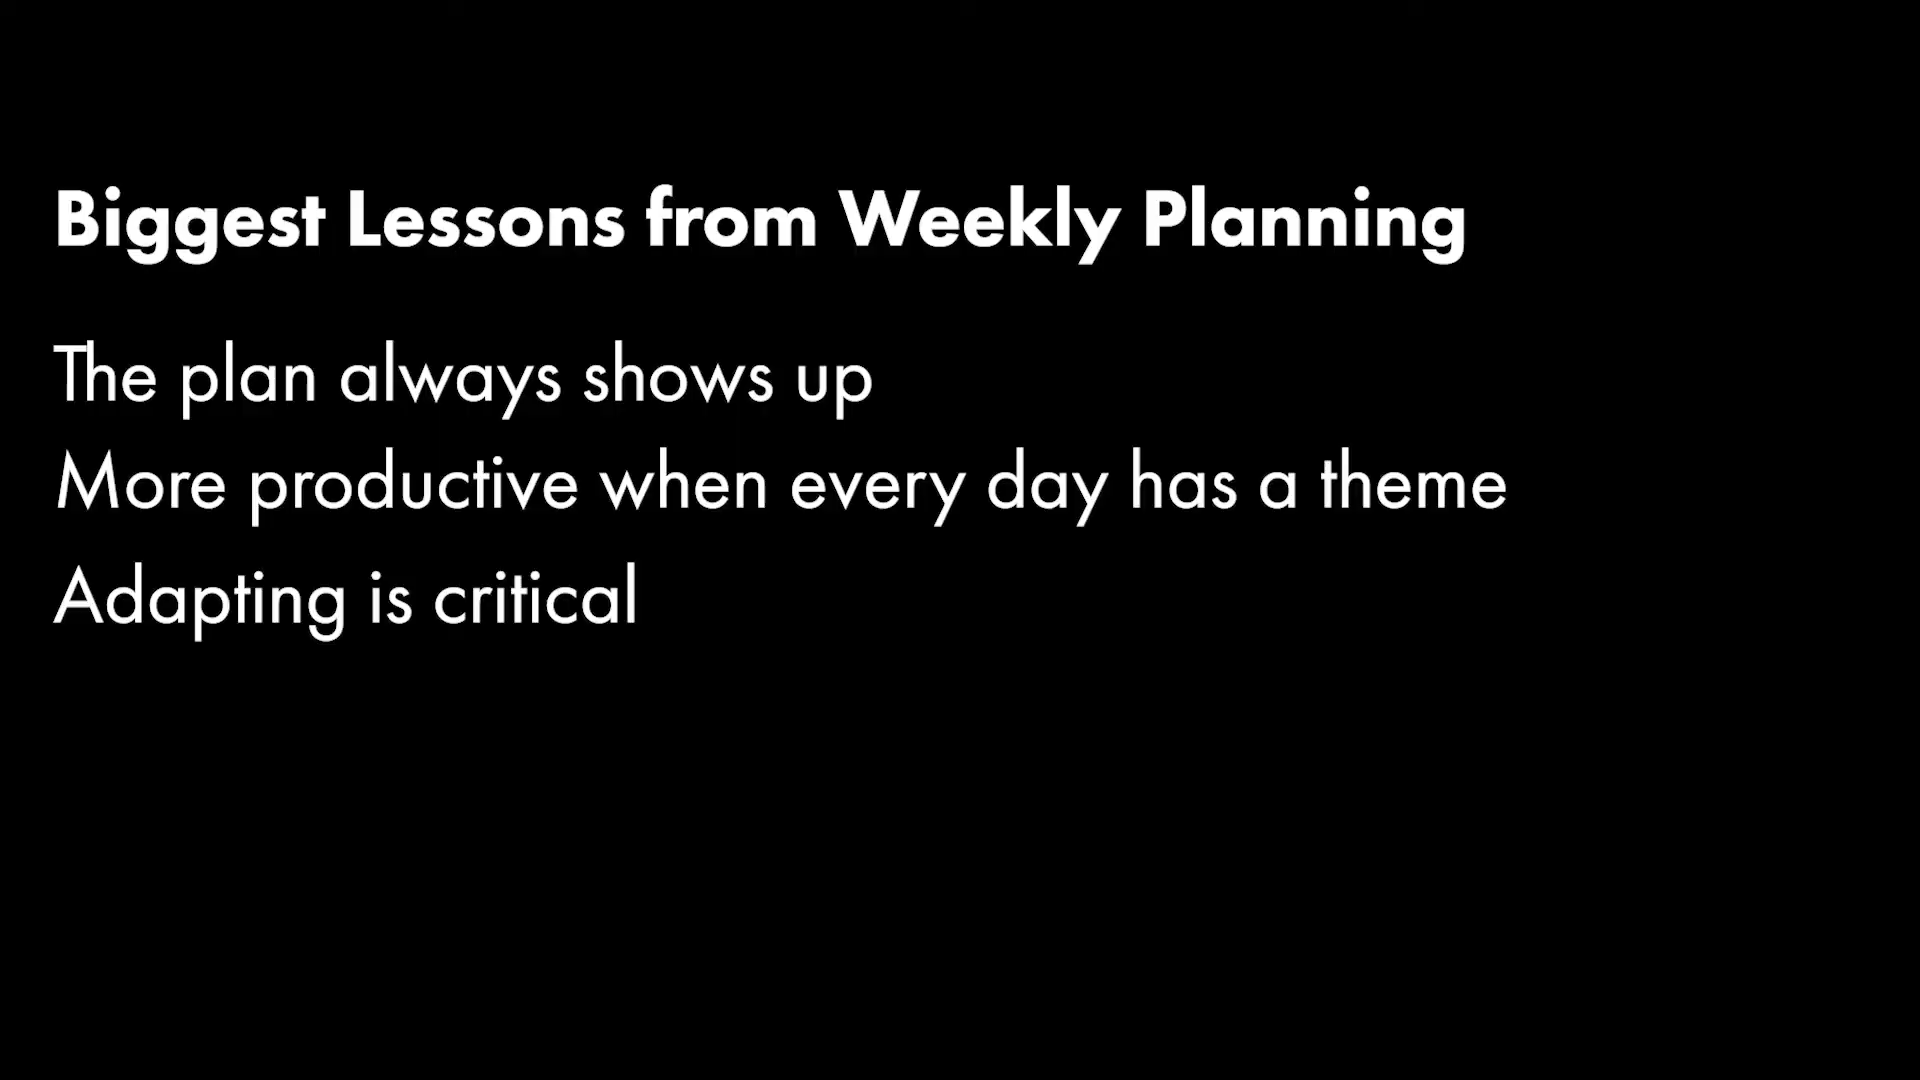 Biggest Lessons from Weekly Planning
The plan always shows up
More productive when every day has a theme
Adapting is critical